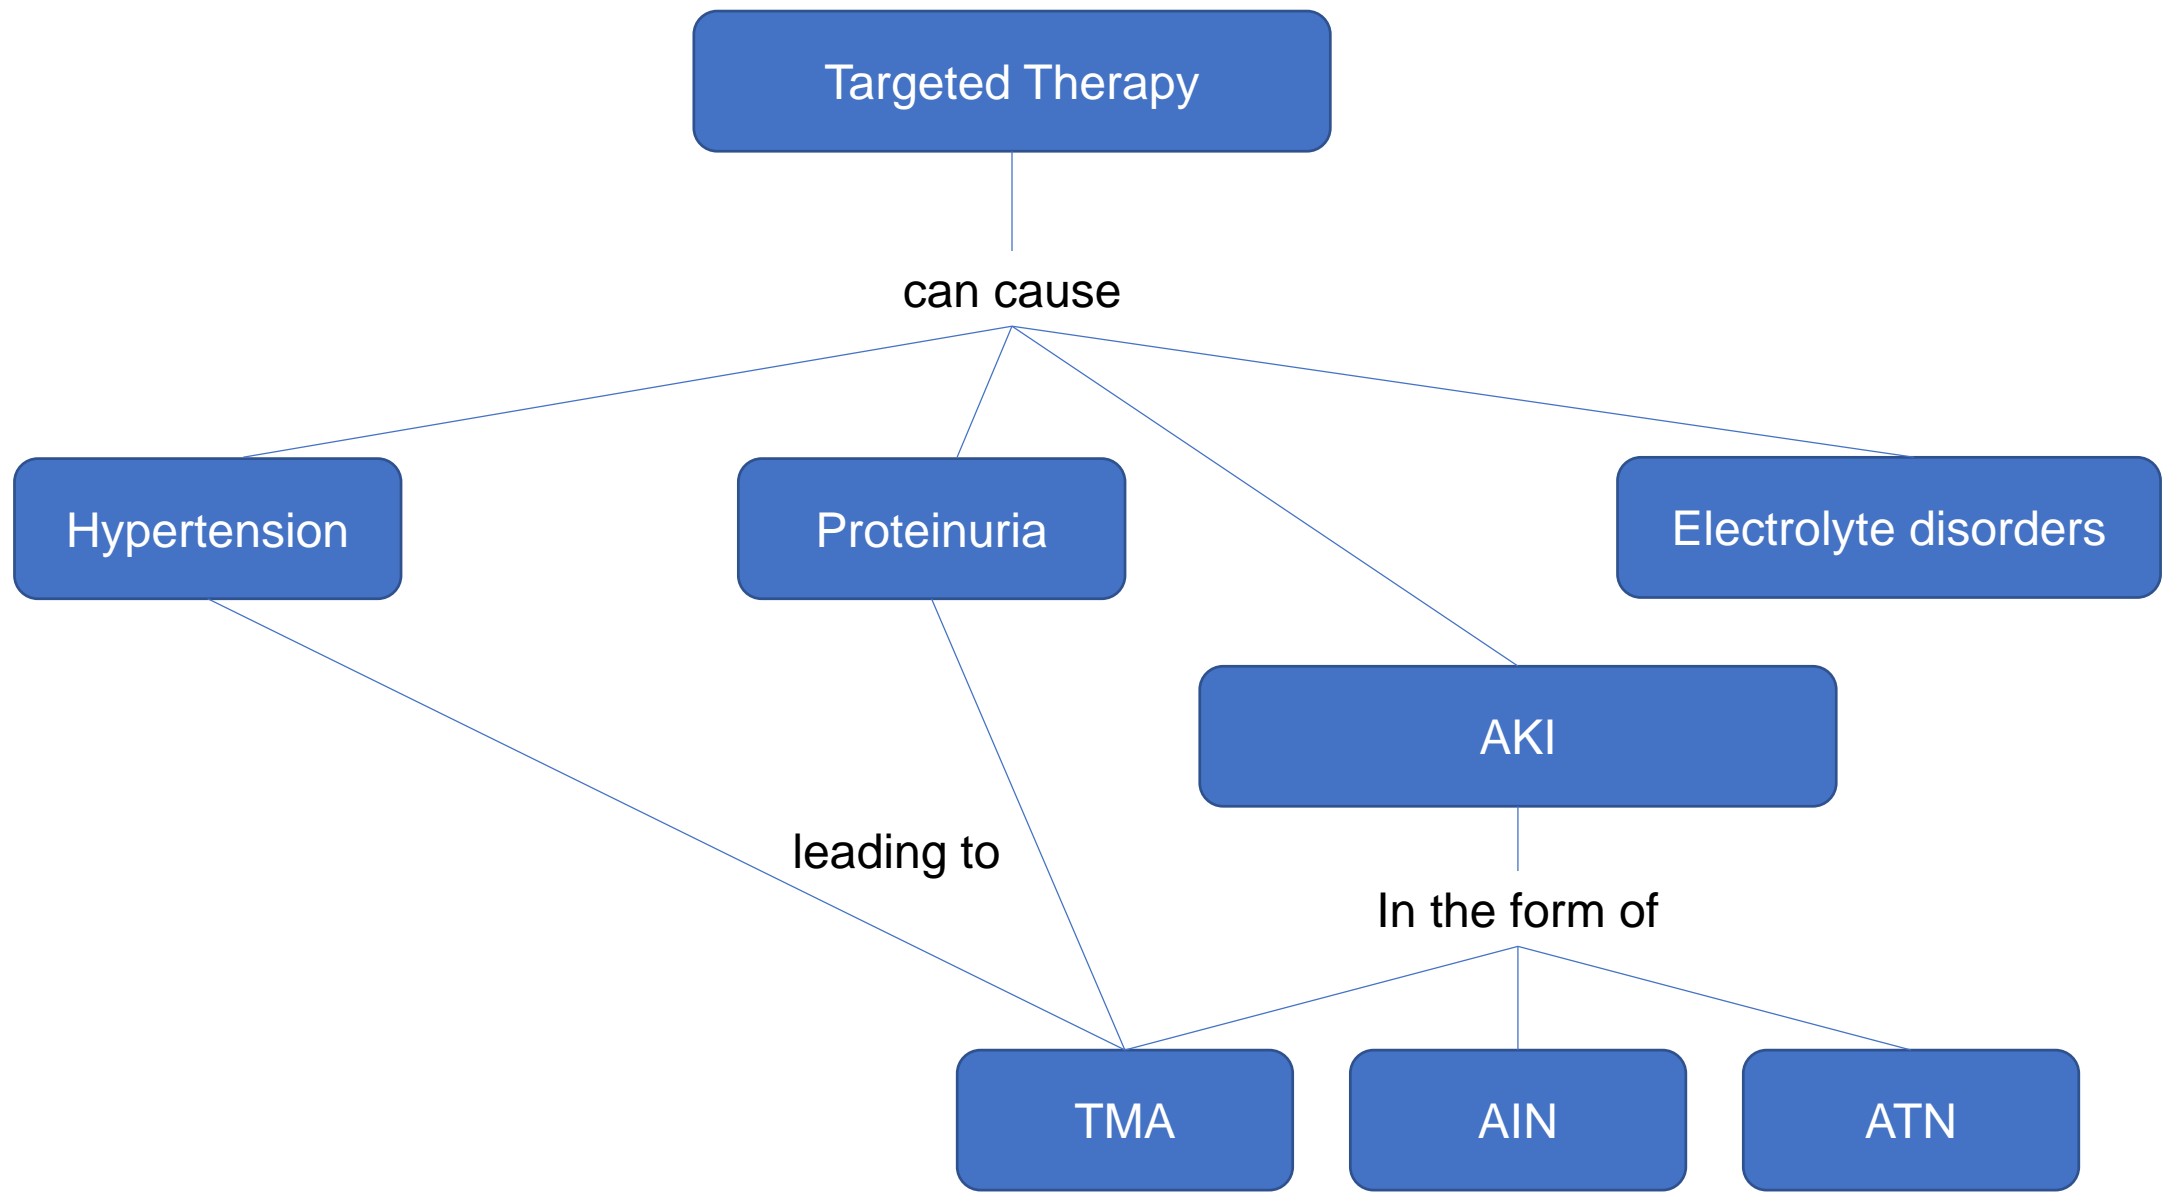 Targeted Therapy
can cause
Hypertension
Proteinuria
Electrolyte disorders
AKI
leading to
In the form of
TMA
AIN
ATN